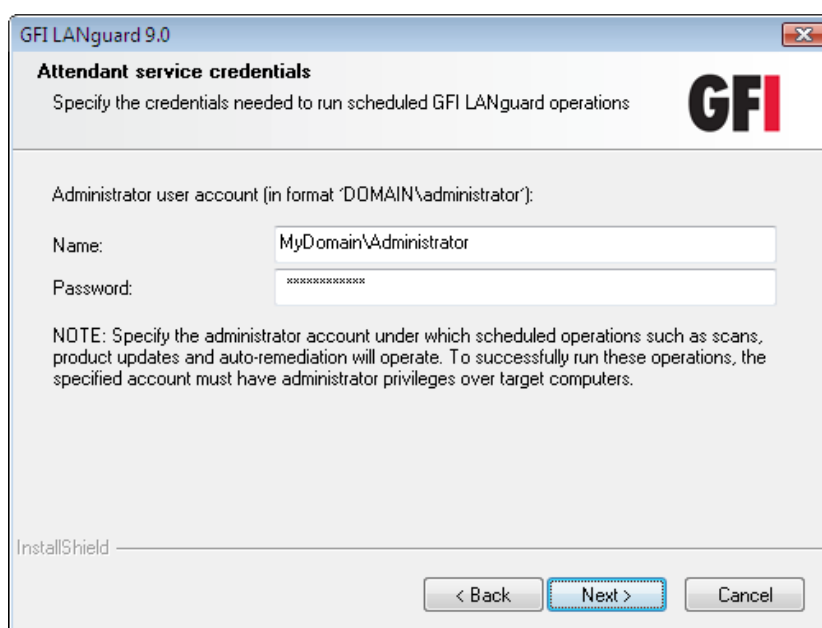 GFI LANguard 9.0
Attendant service credentials
Specify the credentials needed to run scheduled GFI LANguard operations
GFI
Administrator user account (in format ´DOMAIN\administrator´):
Name:
MyDomain\Administrator
Password:
************
NOTE: Specify the administrator account under which scheduled operations such as scans,
product updates and auto-remediation will operate. To successfully run these operations, the
specified account must have administrator privileges over target computers.
InstallShield
< Back
Next >
Cancel